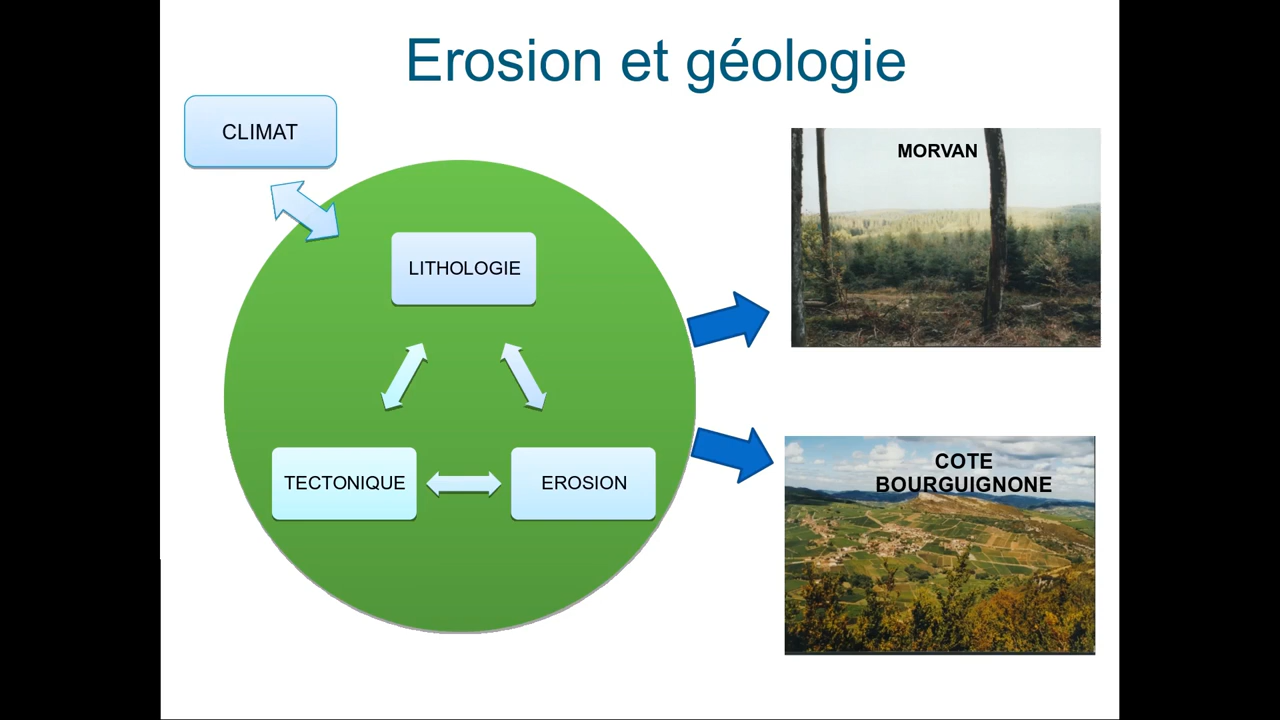 Erosion et géologie
CLIMAT
MORVAN
LITHOLOGIE
COTE
BOURGUIGNONE
TECTONIQUE
EROSION